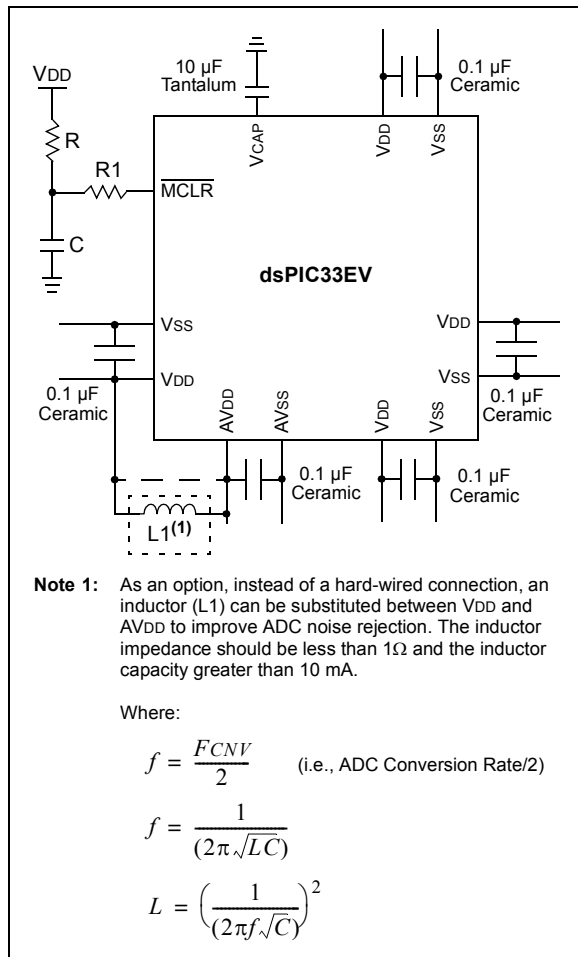 10 µF
Tantalum
0.1 µF
Ceramic
VDD
R
R1
C
VCAP
VDD
VSS
MCLR
dsPIC33EV
VSS
VDD
VDD
VSS
0.1 µF
Ceramic
0.1 µF
Ceramic
AVDD
AVSS
VDD
VSS
0.1 µF
Ceramic
0.1 µF
Ceramic
L1(1)
Note 1: As an option, instead of a hard-wired connection, an
inductor (L1) can be substituted between VDD and
AVDD to improve ADC noise rejection. The inductor
impedance should be less than 1Ω and the inductor
capacity greater than 10 mA.
Where:
f = FCNV/2 (i.e., ADC Conversion Rate/2)
f = 1/(2π√LC)
L = (1/(2πf√C))²